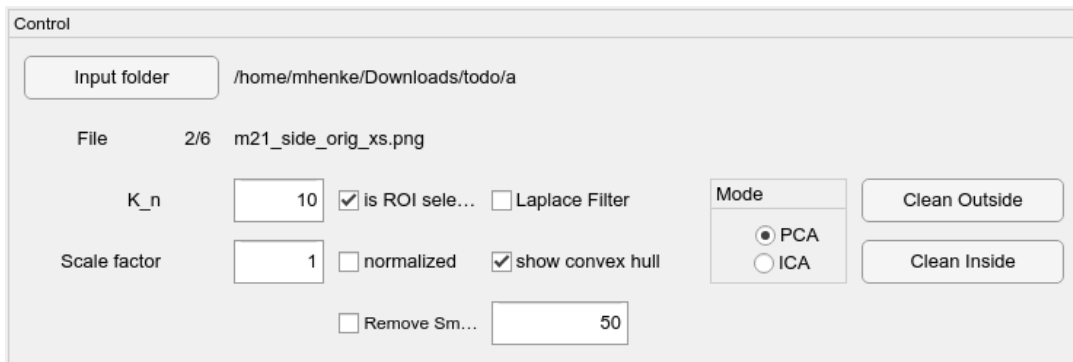 Control
Input folder /home/mhenke/Downloads/todo/a
File 2/6 m21_side_orig_xs.png
K_n 10 is ROI sele... Laplace Filter Mode Clean Outside
PCA
Scale factor 1 normalized show convex hull ICA Clean Inside
Remove Sm... 50